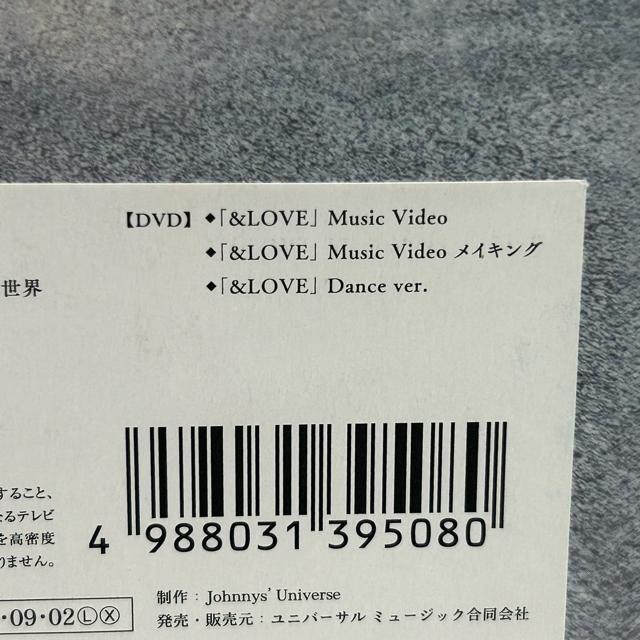 【DVD】 ◆「&LOVE」 Music Video
◆「&LOVE」 Music Video メイキング
世界
◆「&LOVE」 Dance ver.
すること、
るテレビ
を高密度
りません。
4 988031 395080
制作：Johnnys' Universe
・09・02ⓁⓍ
発売・販売元：ユニバーサル ミュージック合同会社